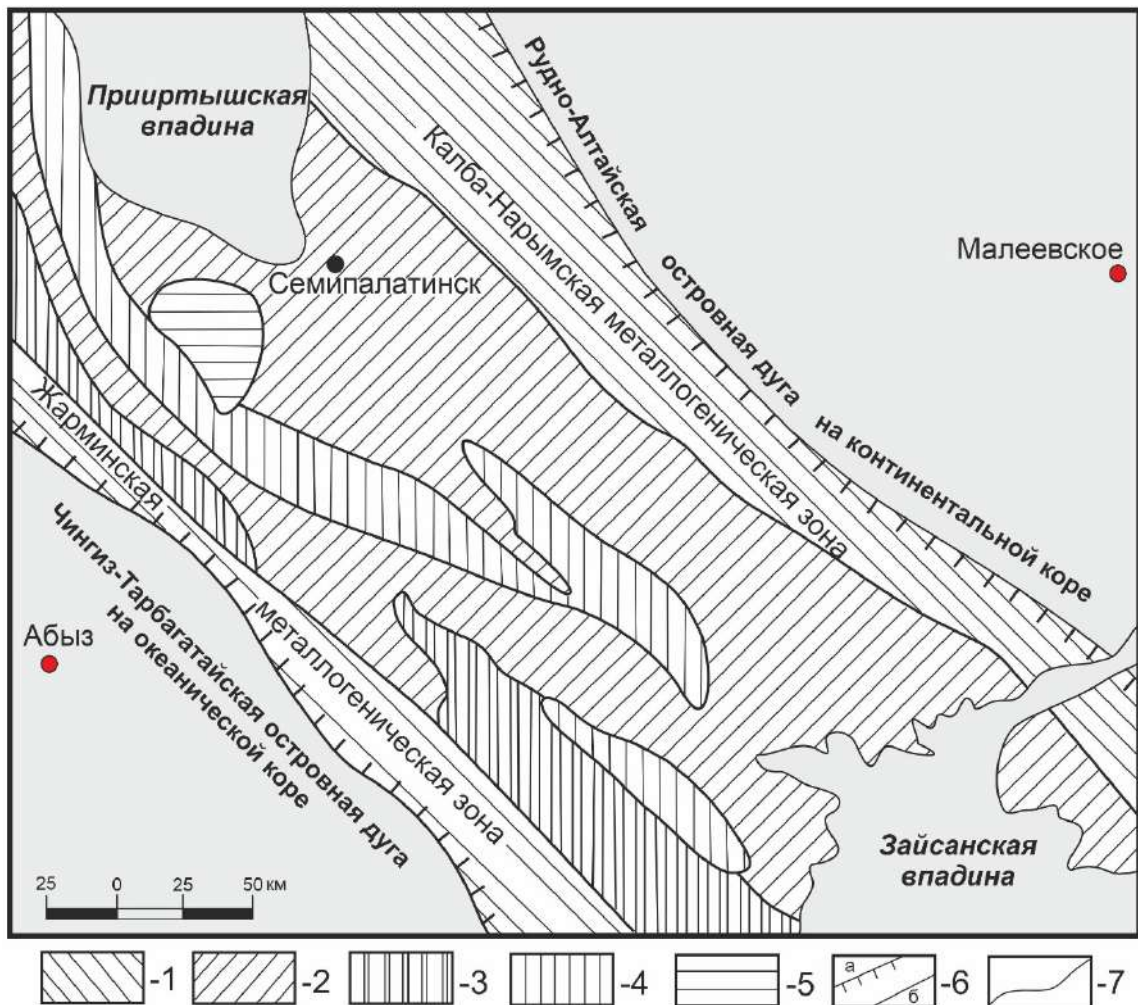 Прииртышская
впадина
Рудно-Алтайская островная дуга на континентальной коре
Калба-Нарымская металлогеническая зона
Малеевское
Семипалатинск
Жарминская металлогеническая зона
Чингиз-Тарбагатайская островная дуга
на океанической коре
Абыз
Зайсанская
впадина
25 0 25 50 км
-1 -2 -3 -4 -5 а б -6 -7